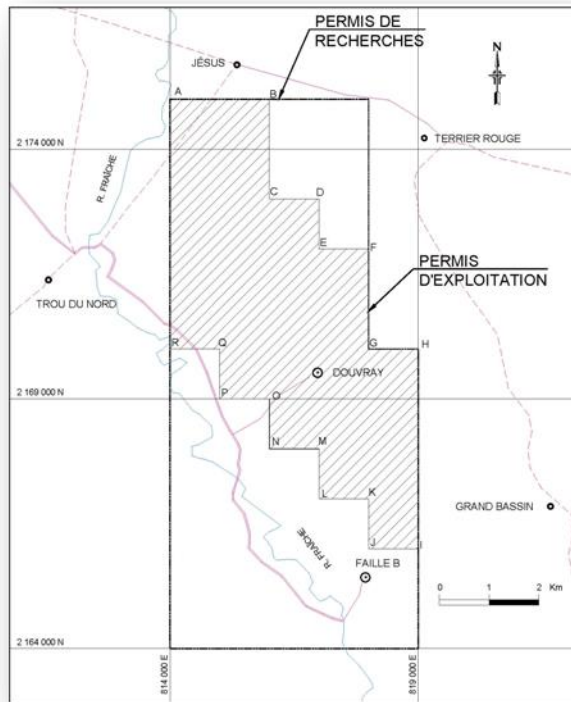 PERMIS DE
RECHERCHES
JÉSUS
N
A
B
2 174 000 N
TERRIER ROUGE
R. FRAÎCHE
C
D
E
F
PERMIS
D'EXPLOITATION
TROU DU NORD
R
Q
G
H
DOUVRAY
P
O
2 169 000 N
N
M
L
K
GRAND BASSIN
R. FRAÎCHE
J
I
FAILLE B
0
1
2
Km
2 164 000 N
814 000 E
819 000 E